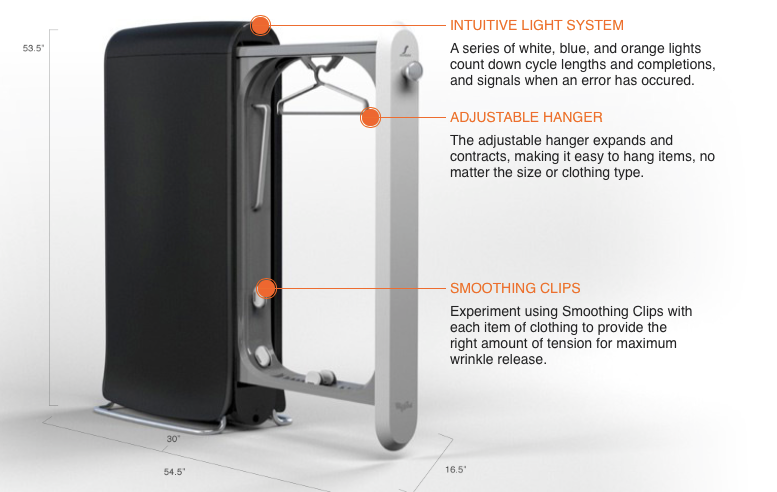 INTUITIVE LIGHT SYSTEM
A series of white, blue, and orange lights
count down cycle lengths and completions,
and signals when an error has occured.
53.5"
ADJUSTABLE HANGER
The adjustable hanger expands and
contracts, making it easy to hang items, no
matter the size or clothing type.
SMOOTHING CLIPS
Experiment using Smoothing Clips with
each item of clothing to provide the
right amount of tension for maximum
wrinkle release.
30"
54.5"
16.5"